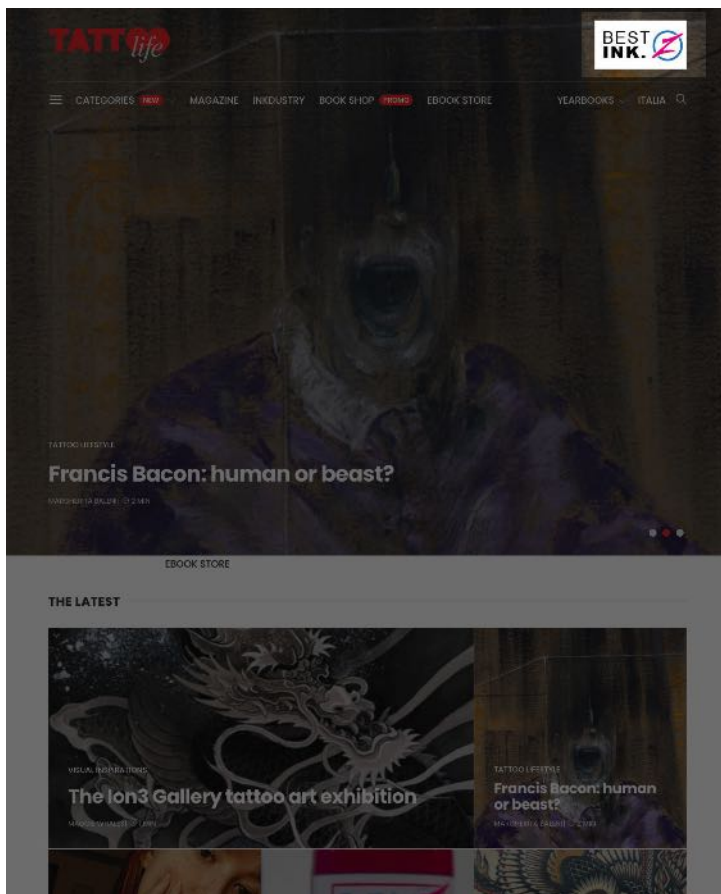 TATTOO
life
BEST
INK.
CATEGORIES NEW MAGAZINE INKDUSTRY BOOK SHOP PROMO EBOOK STORE YEARBOOKS ITALIA
TATTOO LIFESTYLE
Francis Bacon: human or beast?
2 MIN
EBOOK STORE
THE LATEST
VISUAL INSPIRATIONS
The Ion3 Gallery tattoo art exhibition
TATTOO LIFESTYLE
Francis Bacon: human
or beast?